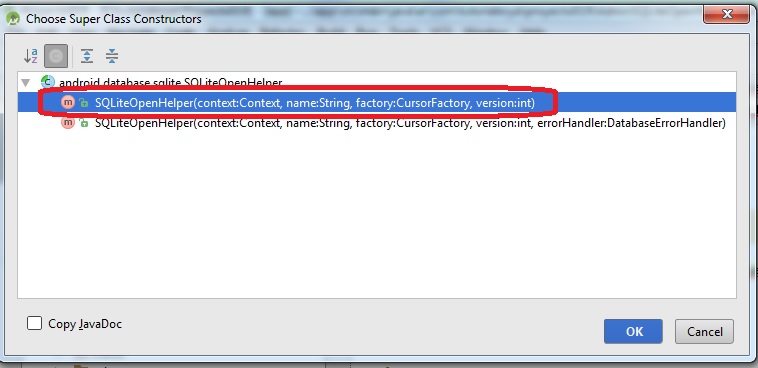 Choose Super Class Constructors
android.database.sqlite.SQLiteOpenHelper
SQLiteOpenHelper(context:Context, name:String, factory:CursorFactory, version:int)
SQLiteOpenHelper(context:Context, name:String, factory:CursorFactory, version:int, errorHandler:DatabaseErrorHandler)
Copy JavaDoc
OK
Cancel